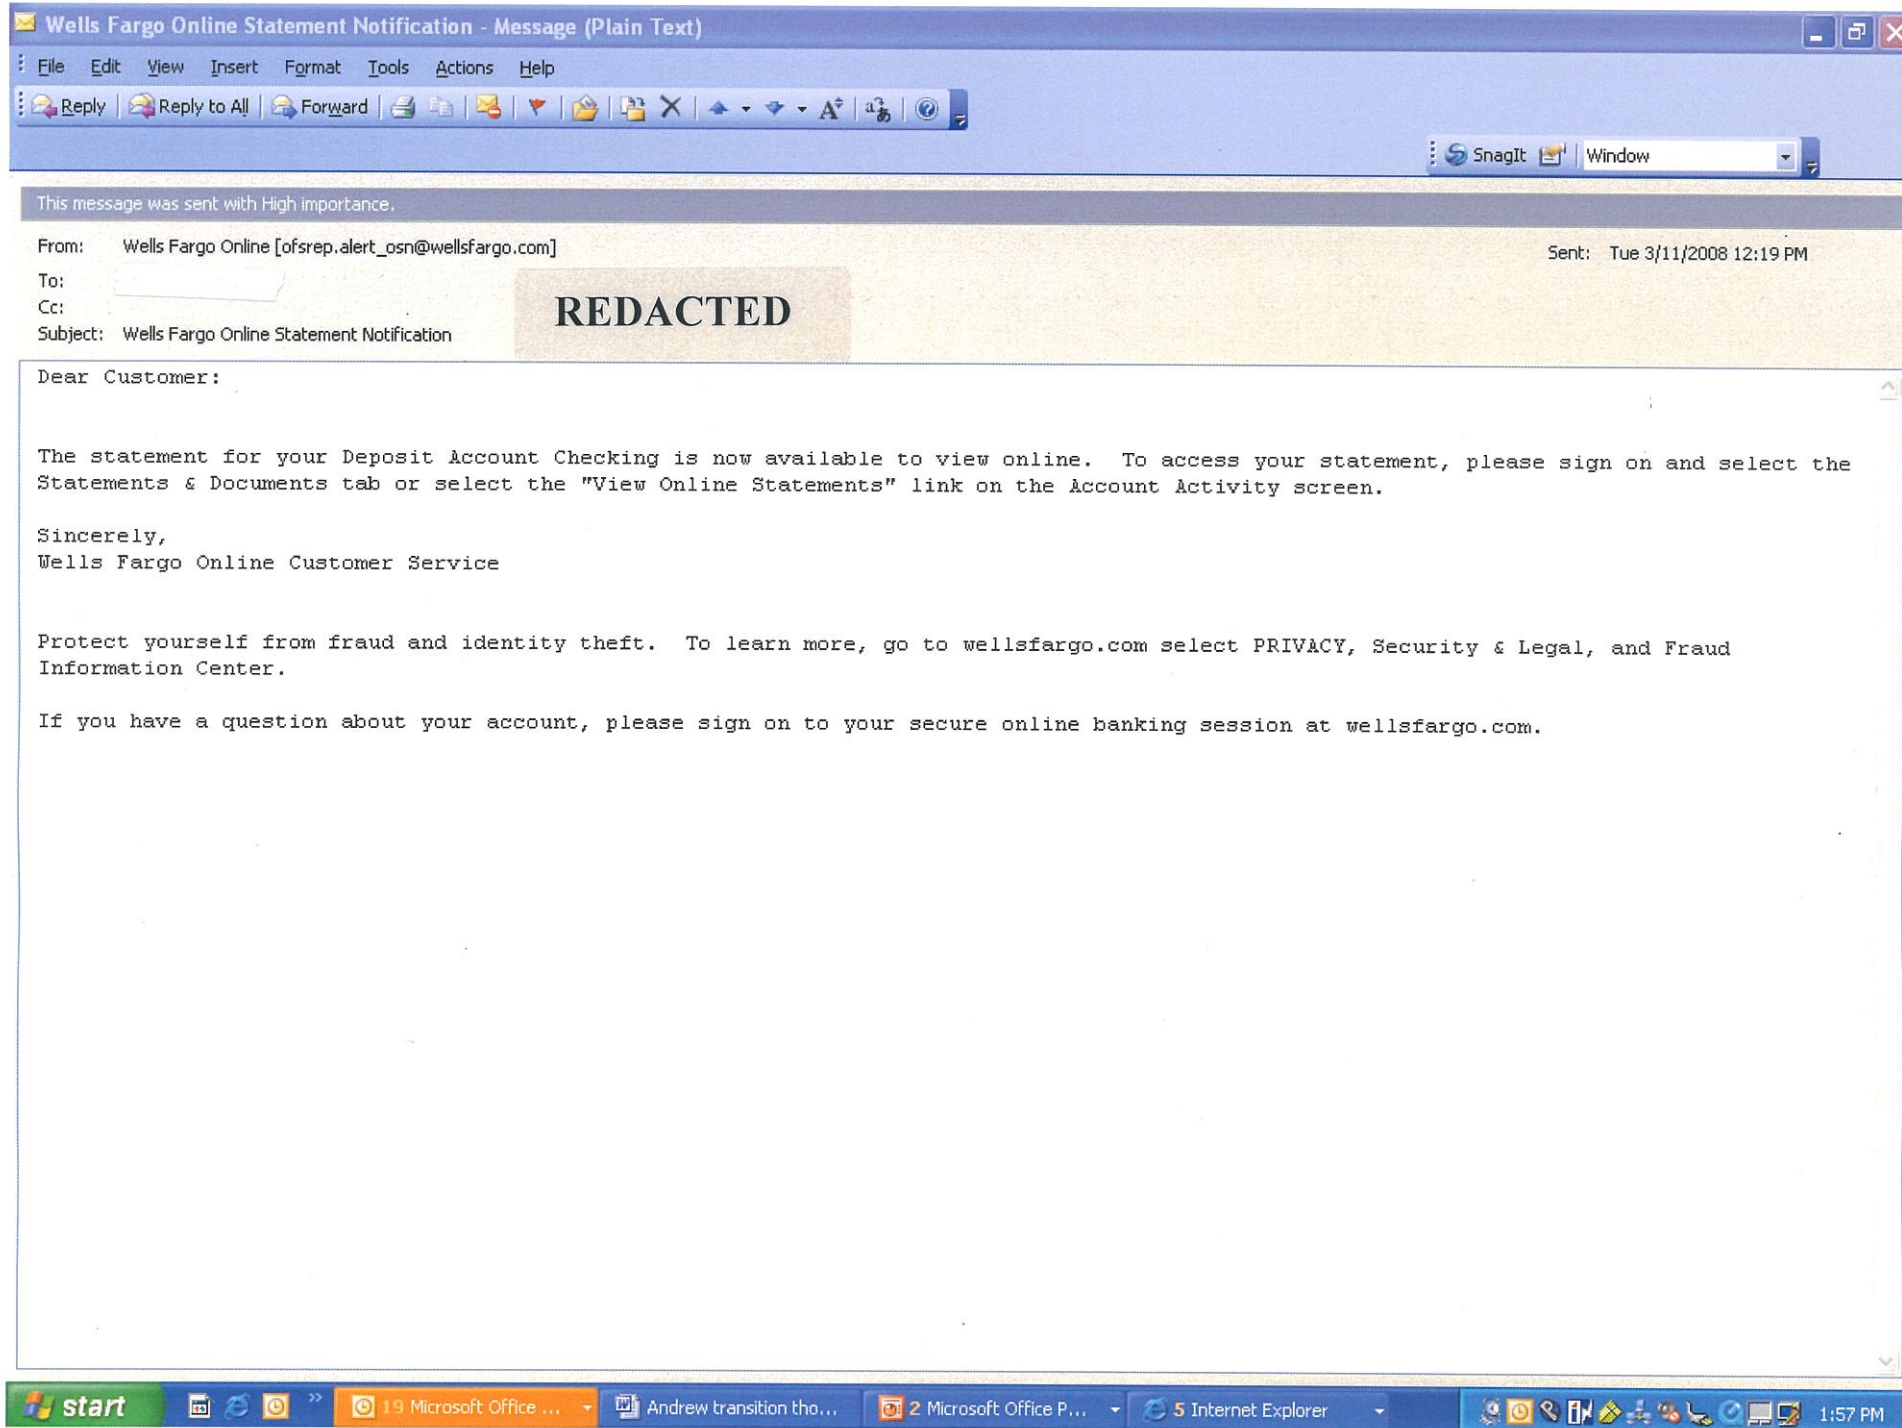 Wells Fargo Online Statement Notification - Message (Plain Text)
File Edit View Insert Format Tools Actions Help
Reply Reply to All Forward
SnagIt Window
This message was sent with High importance.
From: Wells Fargo Online [ofsrep.alert_osn@wellsfargo.com]
Sent: Tue 3/11/2008 12:19 PM
To:
Cc:
REDACTED
Subject: Wells Fargo Online Statement Notification
Dear Customer:
The statement for your Deposit Account Checking is now available to view online. To access your statement, please sign on and select the
Statements & Documents tab or select the "View Online Statements" link on the Account Activity screen.
Sincerely,
Wells Fargo Online Customer Service
Protect yourself from fraud and identity theft. To learn more, go to wellsfargo.com select PRIVACY, Security & Legal, and Fraud
Information Center.
If you have a question about your account, please sign on to your secure online banking session at wellsfargo.com.
start 19 Microsoft Office ... Andrew transition tho... 2 Microsoft Office P... 5 Internet Explorer 1:57 PM